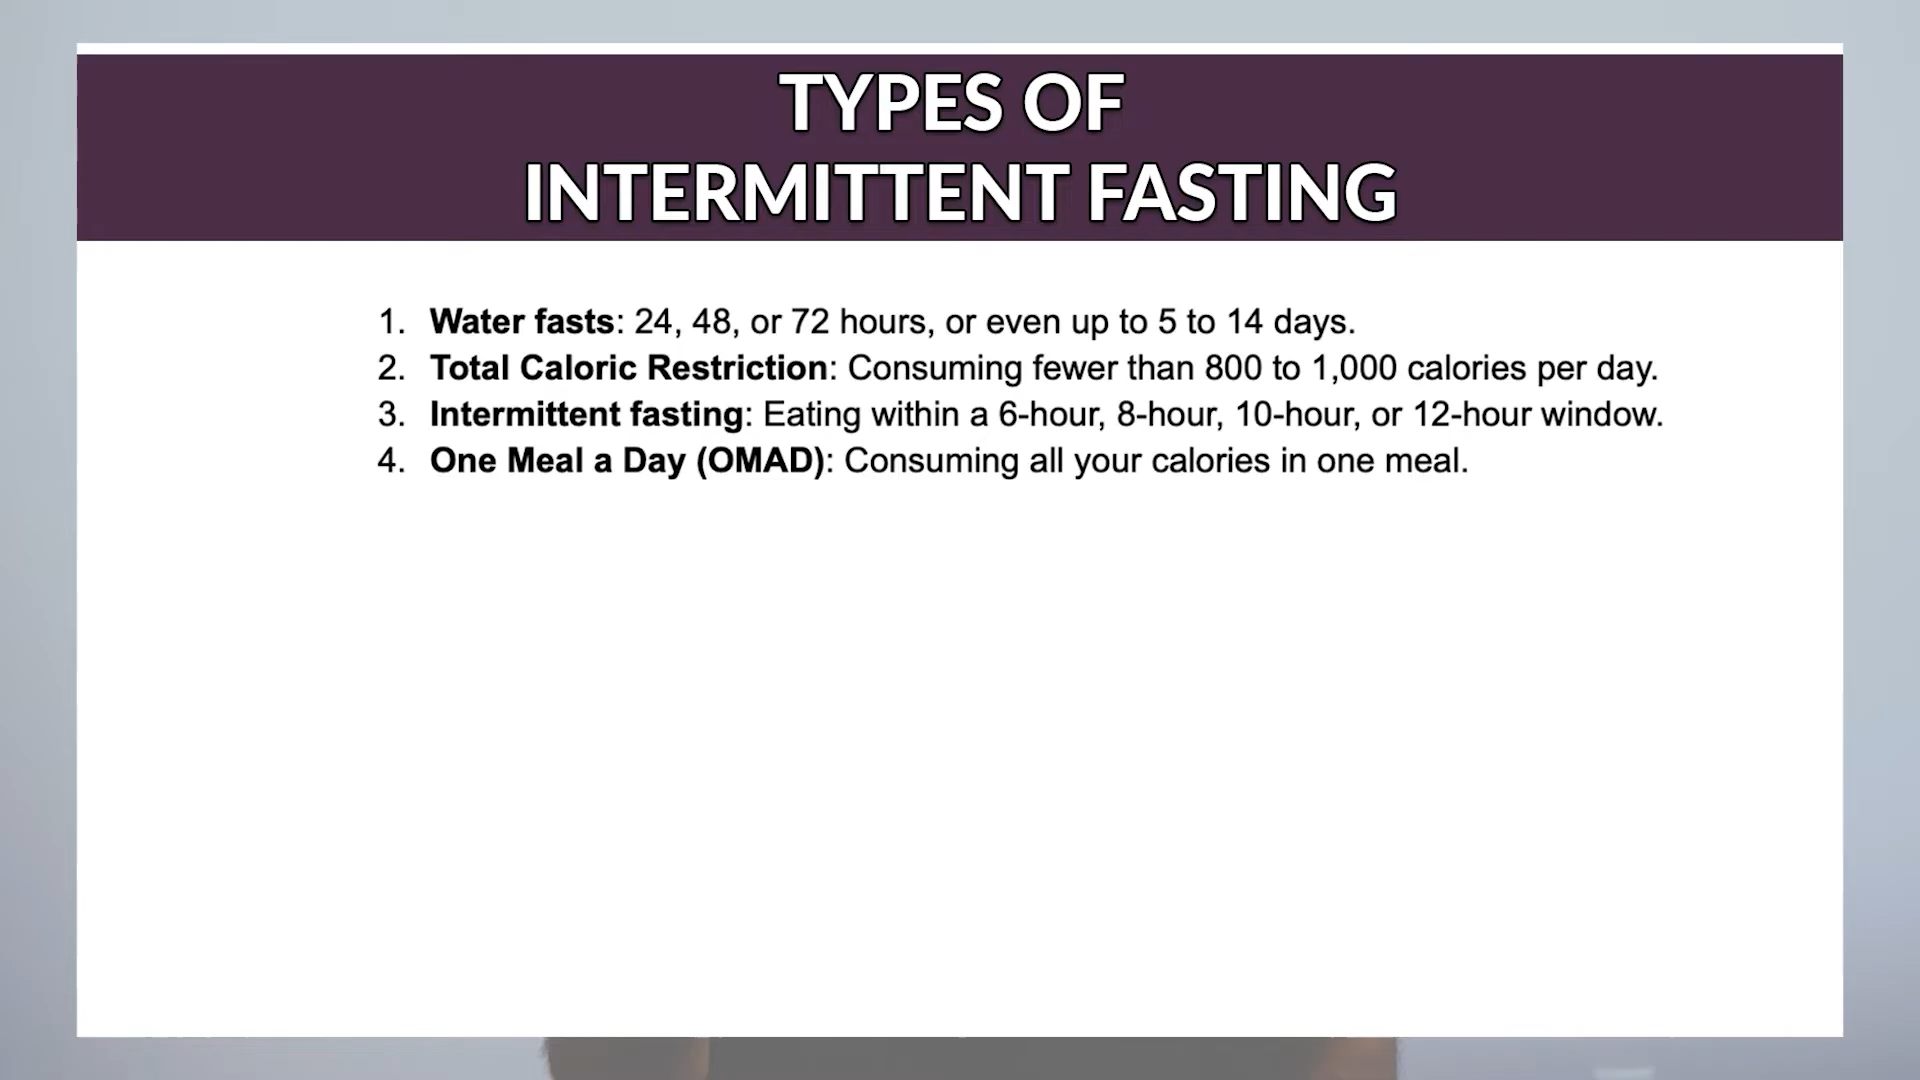 TYPES OF
INTERMITTENT FASTING
1. Water fasts: 24, 48, or 72 hours, or even up to 5 to 14 days.
2. Total Caloric Restriction: Consuming fewer than 800 to 1,000 calories per day.
3. Intermittent fasting: Eating within a 6-hour, 8-hour, 10-hour, or 12-hour window.
4. One Meal a Day (OMAD): Consuming all your calories in one meal.